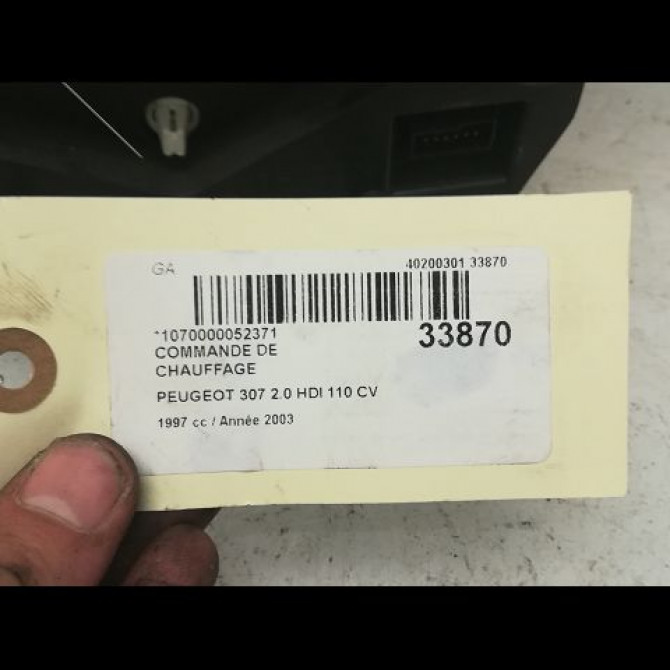 GA
40200301 33870
*1070000052371
33870
COMMANDE DE
CHAUFFAGE
PEUGEOT 307 2.0 HDI 110 CV
1997 cc / Année 2003